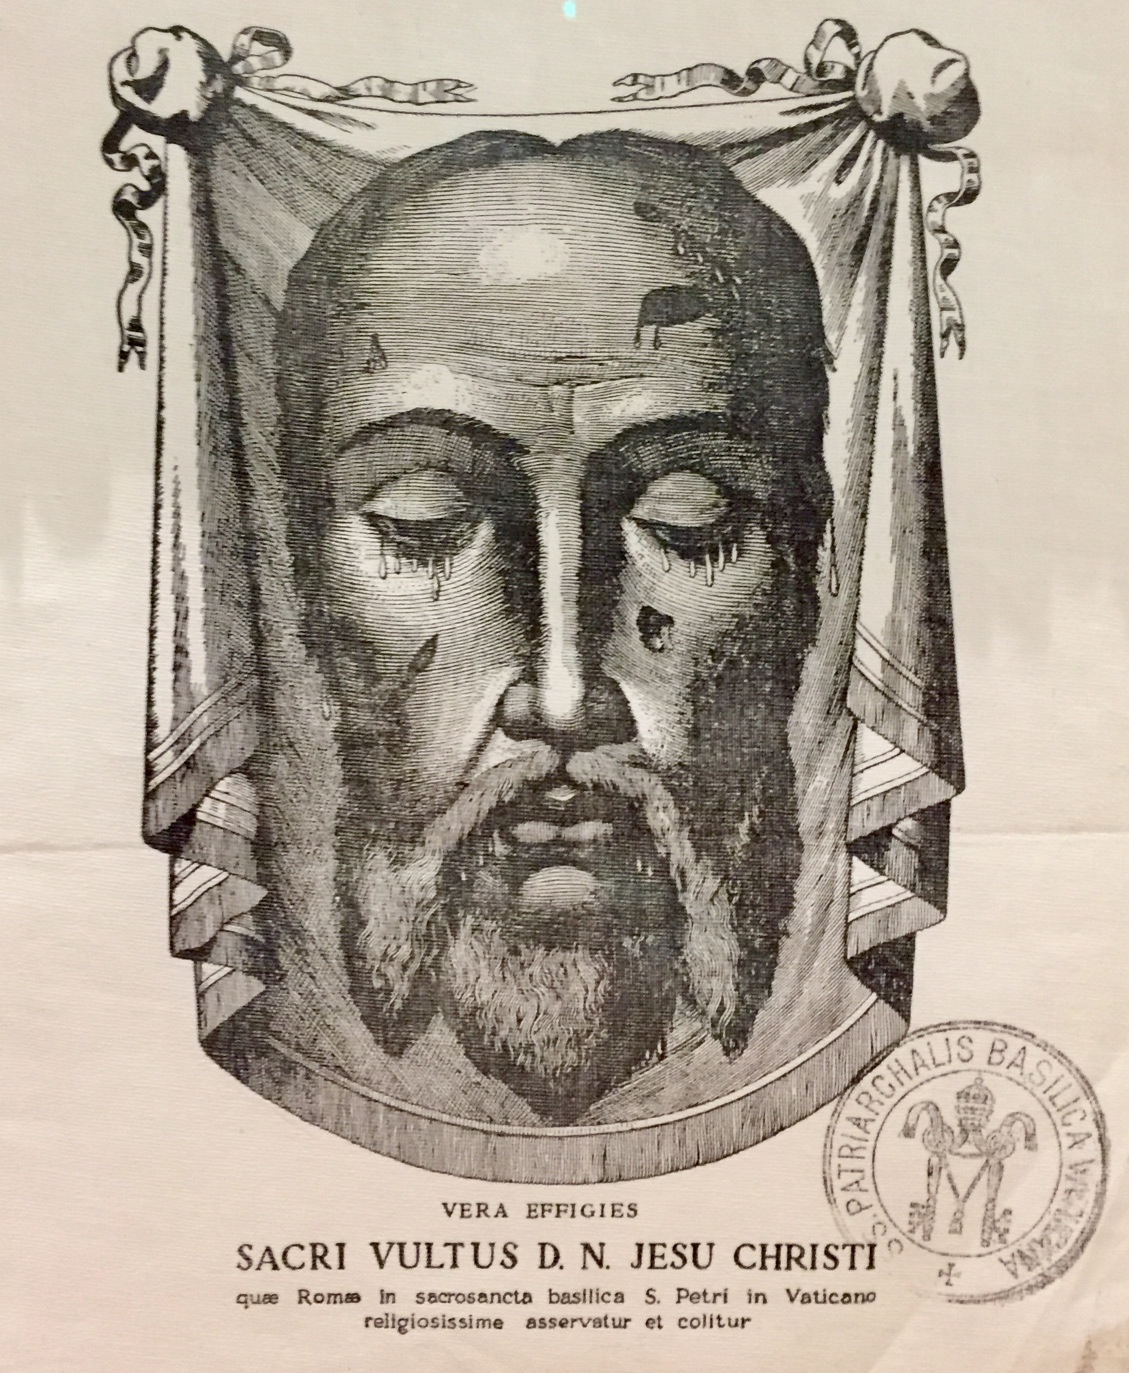 VERA EFFIGIES
SACRI VULTUS D. N. JESU CHRISTI
quæ Romæ in sacrosancta basilica S. Petri in Vaticano
religiosissime asservatur et colitur
PATRIARCHALIS BASILICA